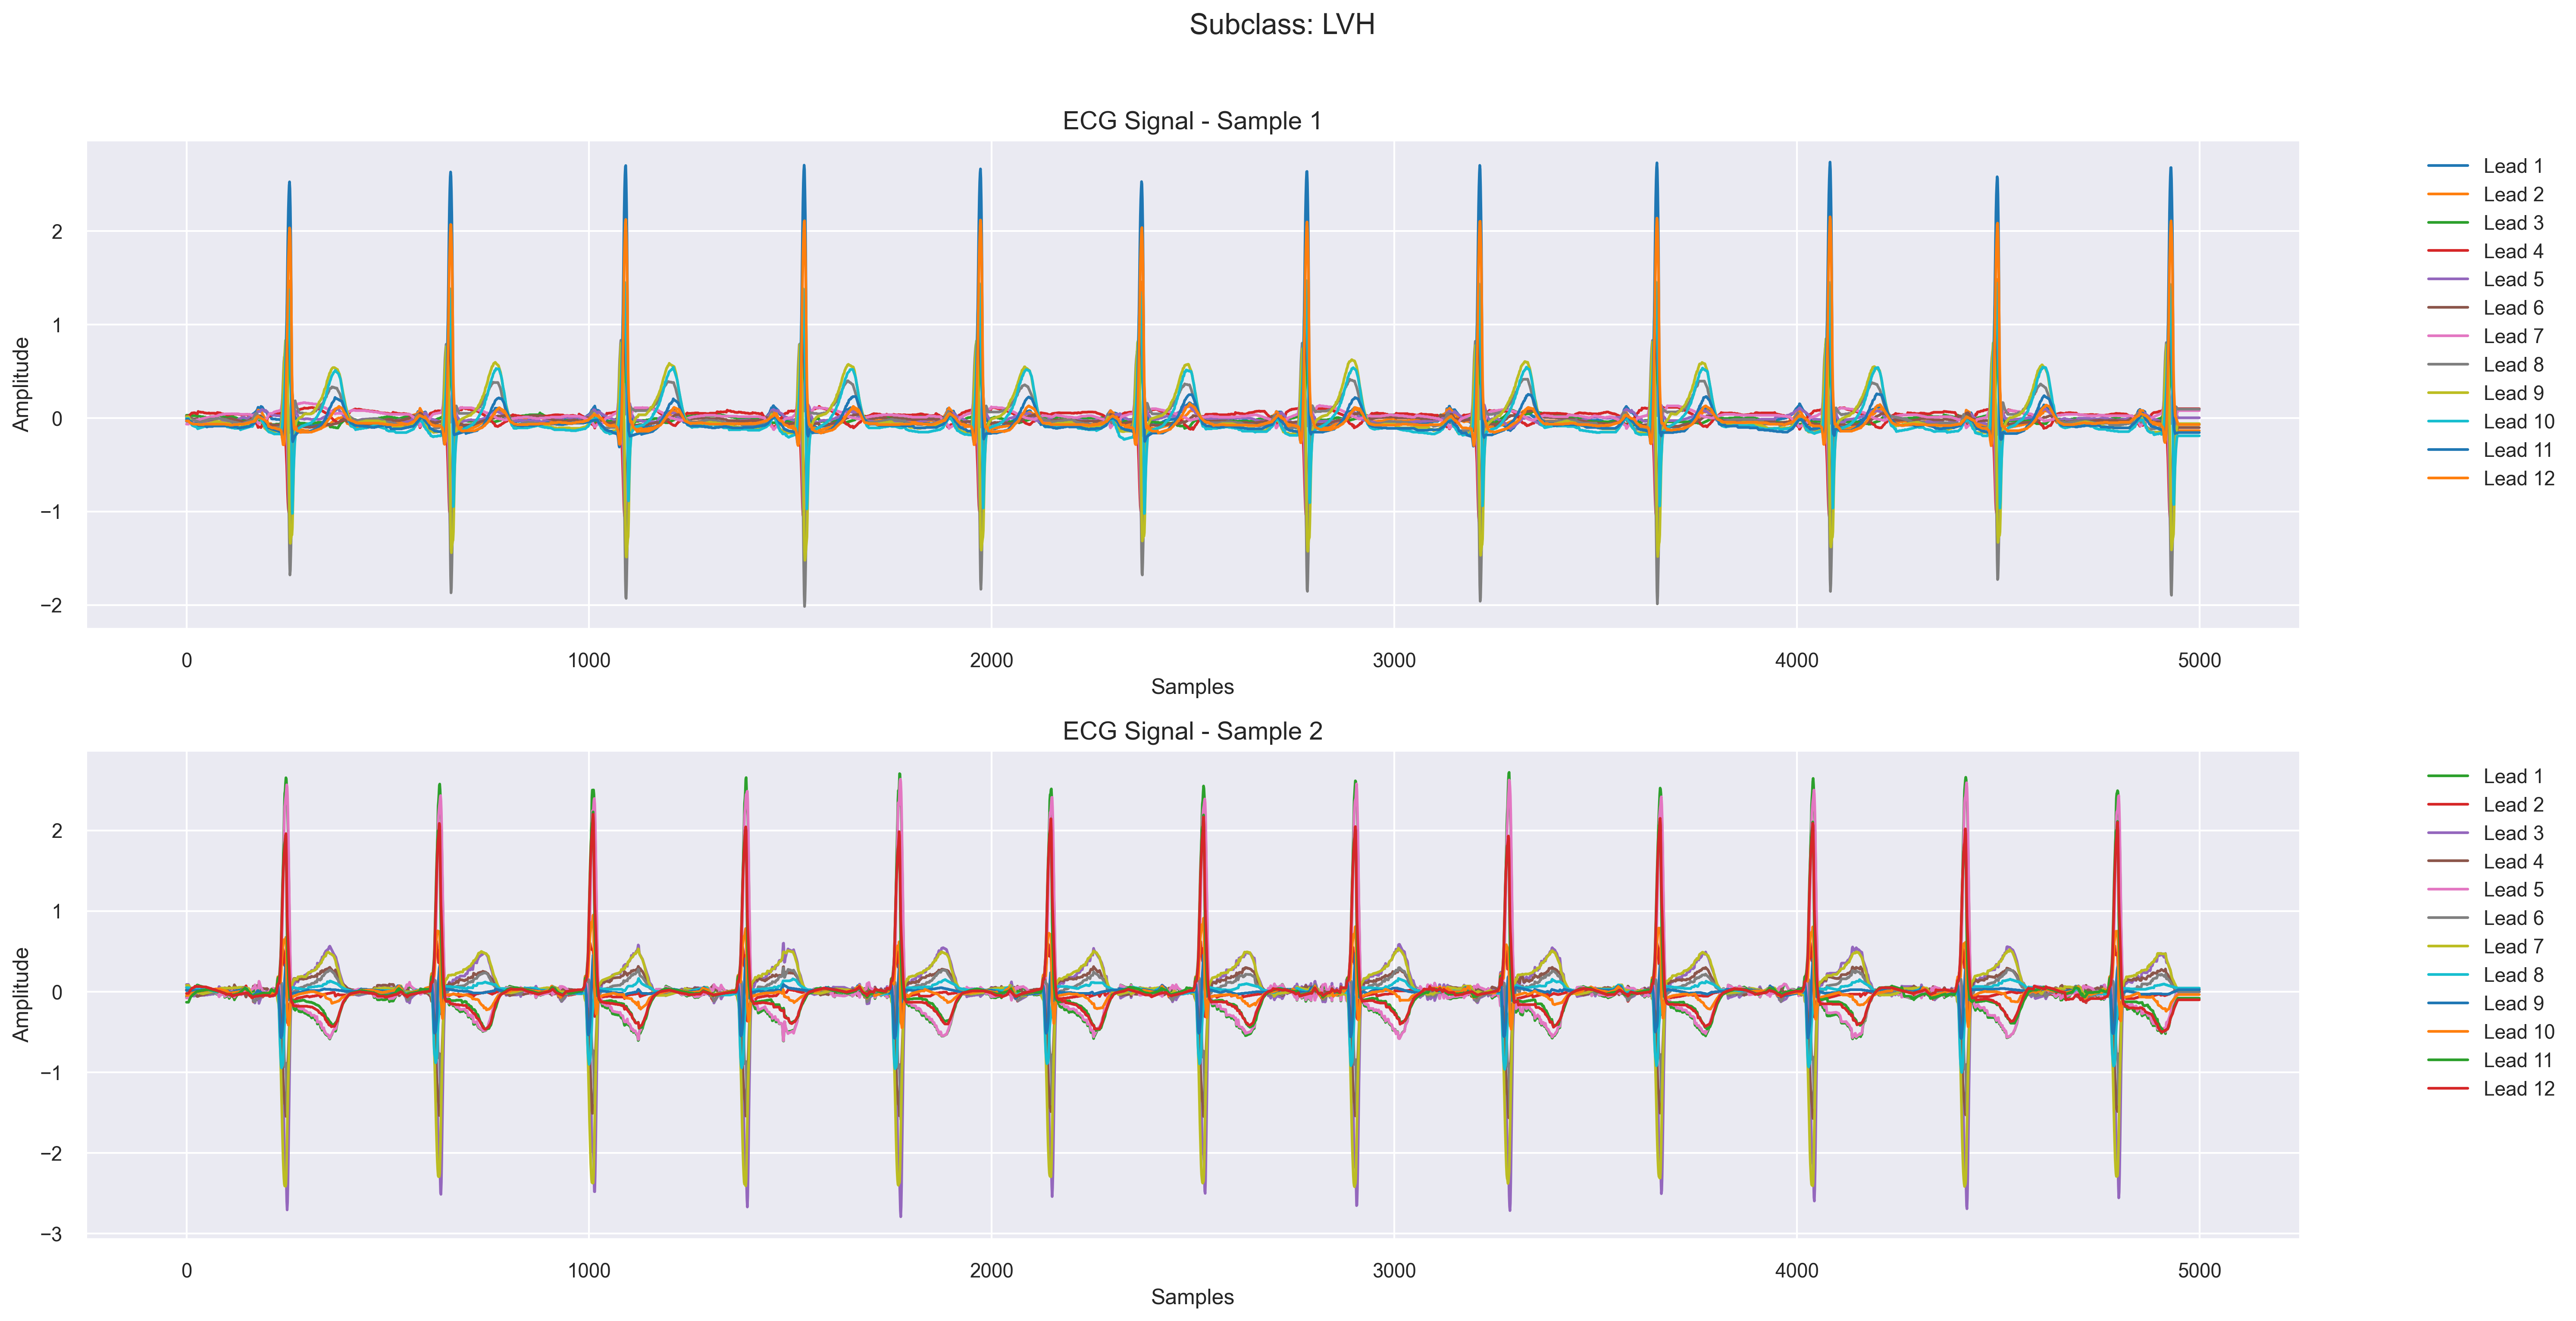 Subclass: LVH
ECG Signal - Sample 1
Amplitude
2
1
0
−1
−2
0 1000 2000 3000 4000 5000
Samples
Lead 1
Lead 2
Lead 3
Lead 4
Lead 5
Lead 6
Lead 7
Lead 8
Lead 9
Lead 10
Lead 11
Lead 12
ECG Signal - Sample 2
Amplitude
2
1
0
−1
−2
−3
0 1000 2000 3000 4000 5000
Samples
Lead 1
Lead 2
Lead 3
Lead 4
Lead 5
Lead 6
Lead 7
Lead 8
Lead 9
Lead 10
Lead 11
Lead 12